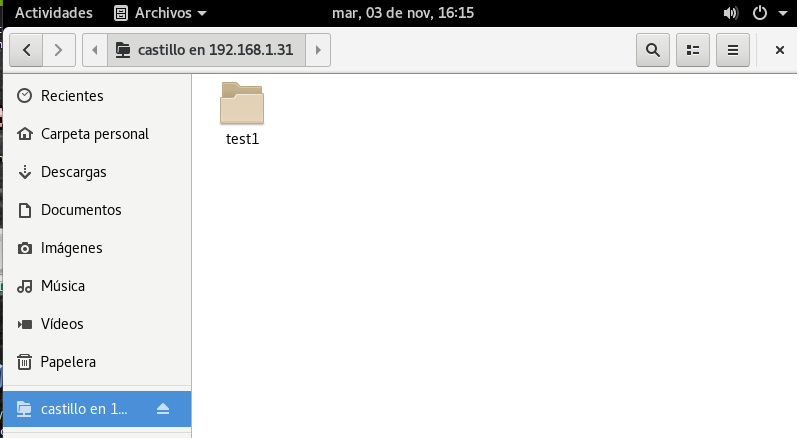 Actividades Archivos mar, 03 de nov, 16:15
castillo en 192.168.1.31
Recientes
Carpeta personal
Descargas
Documentos
Imágenes
Música
Vídeos
Papelera
castillo en 1...
test1